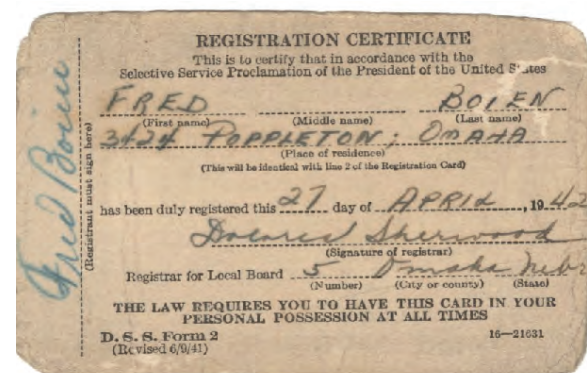 REGISTRATION CERTIFICATE
This is to certify that in accordance with the
Selective Service Proclamation of the President of the United States
FRED BOIEN
(First name) (Middle name) (Last name)
3424 POPPLETON; OMAHA
(Place of residence)
(This will be identical with line 2 of the Registration Card)
has been duly registered this 27 day of APRIL, 1942
Dolores Sherwood
(Signature of registrar)
Registrar for Local Board 5 Omaha Nebr
(Number) (City or county) (State)
THE LAW REQUIRES YOU TO HAVE THIS CARD IN YOUR
PERSONAL POSSESSION AT ALL TIMES
D. S. S. Form 2 16—21631
(Revised 6/9/41)
Fred Boien
(Registrant must sign here)